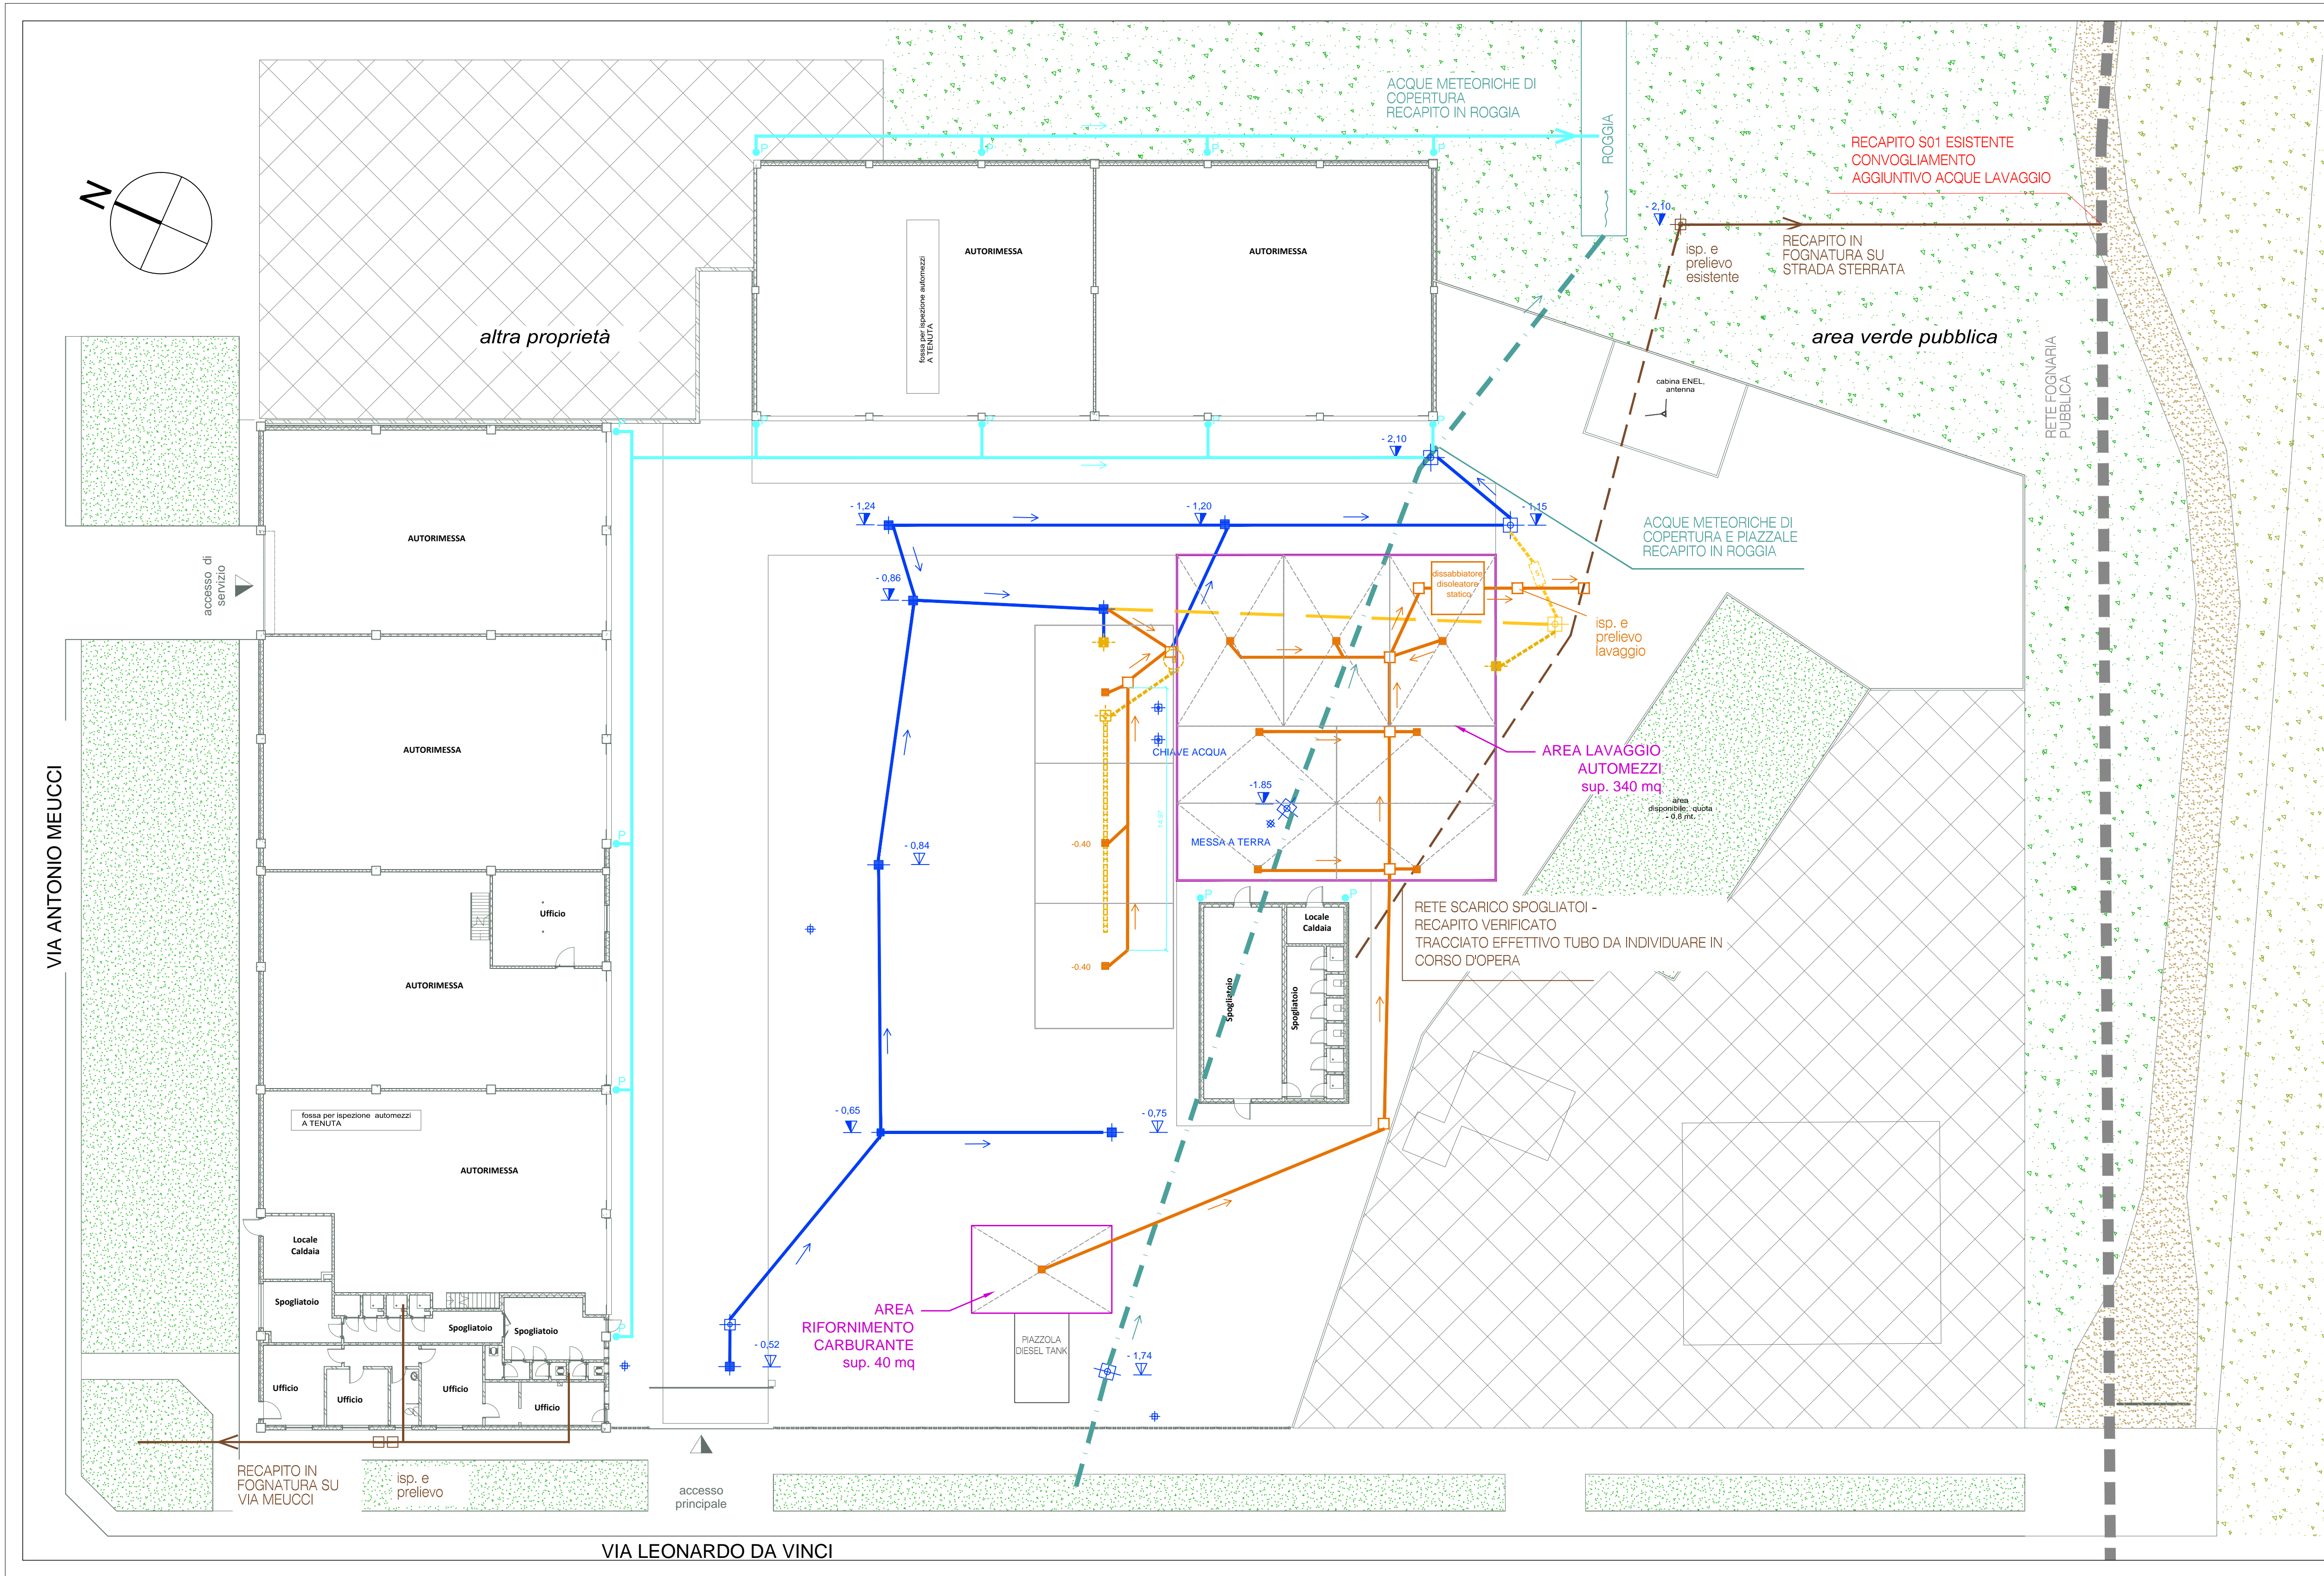 ACQUE METEORICHE DI
COPERTURA
RECAPITO IN ROGGIA
ROGGIA
RECAPITO S01 ESISTENTE
CONVOGLIAMENTO
AGGIUNTIVO ACQUE LAVAGGIO
N
P
P
P
P
- 2,10
isp. e
prelievo
esistente
RECAPITO IN
FOGNATURA SU
STRADA STERRATA
AUTORIMESSA
AUTORIMESSA
fossa per ispezione automezzi
A TENUTA
altra proprietà
area verde pubblica
RETE FOGNARIA
PUBBLICA
cabina ENEL,
antenna
P
P
P
P
P
- 2,10
- 1,24
- 1,20
- 1,15
ACQUE METEORICHE DI
COPERTURA E PIAZZALE
RECAPITO IN ROGGIA
AUTORIMESSA
accesso di
servizio
- 0,86
dissabbiatore
disoleatore
statico
S
isp. e
prelievo
lavaggio
VIA ANTONIO MEUCCI
AUTORIMESSA
CHIAVE ACQUA
AREA LAVAGGIO
AUTOMEZZI
sup. 340 mq
area
disponibile; quota
- 0,8 mt.
-1.85
14,97
MESSA A TERRA
- 0,84
-0.40
P
P
P
Ufficio
Locale
Caldaia
RETE SCARICO SPOGLIATOI -
RECAPITO VERIFICATO
TRACCIATO EFFETTIVO TUBO DA INDIVIDUARE IN
CORSO D'OPERA
-0.40
AUTORIMESSA
Spogliatoio
Spogliatoio
P
- 0,65
- 0,75
fossa per ispezione automezzi
A TENUTA
AUTORIMESSA
Locale
Caldaia
Spogliatoio
Spogliatoio
Spogliatoio
P
AREA
RIFORNIMENTO
CARBURANTE
sup. 40 mq
PIAZZOLA
DIESEL TANK
- 0,52
- 1,74
Ufficio
Ufficio
Ufficio
Ufficio
RECAPITO IN
FOGNATURA SU
VIA MEUCCI
isp. e
prelievo
accesso
principale
VIA LEONARDO DA VINCI